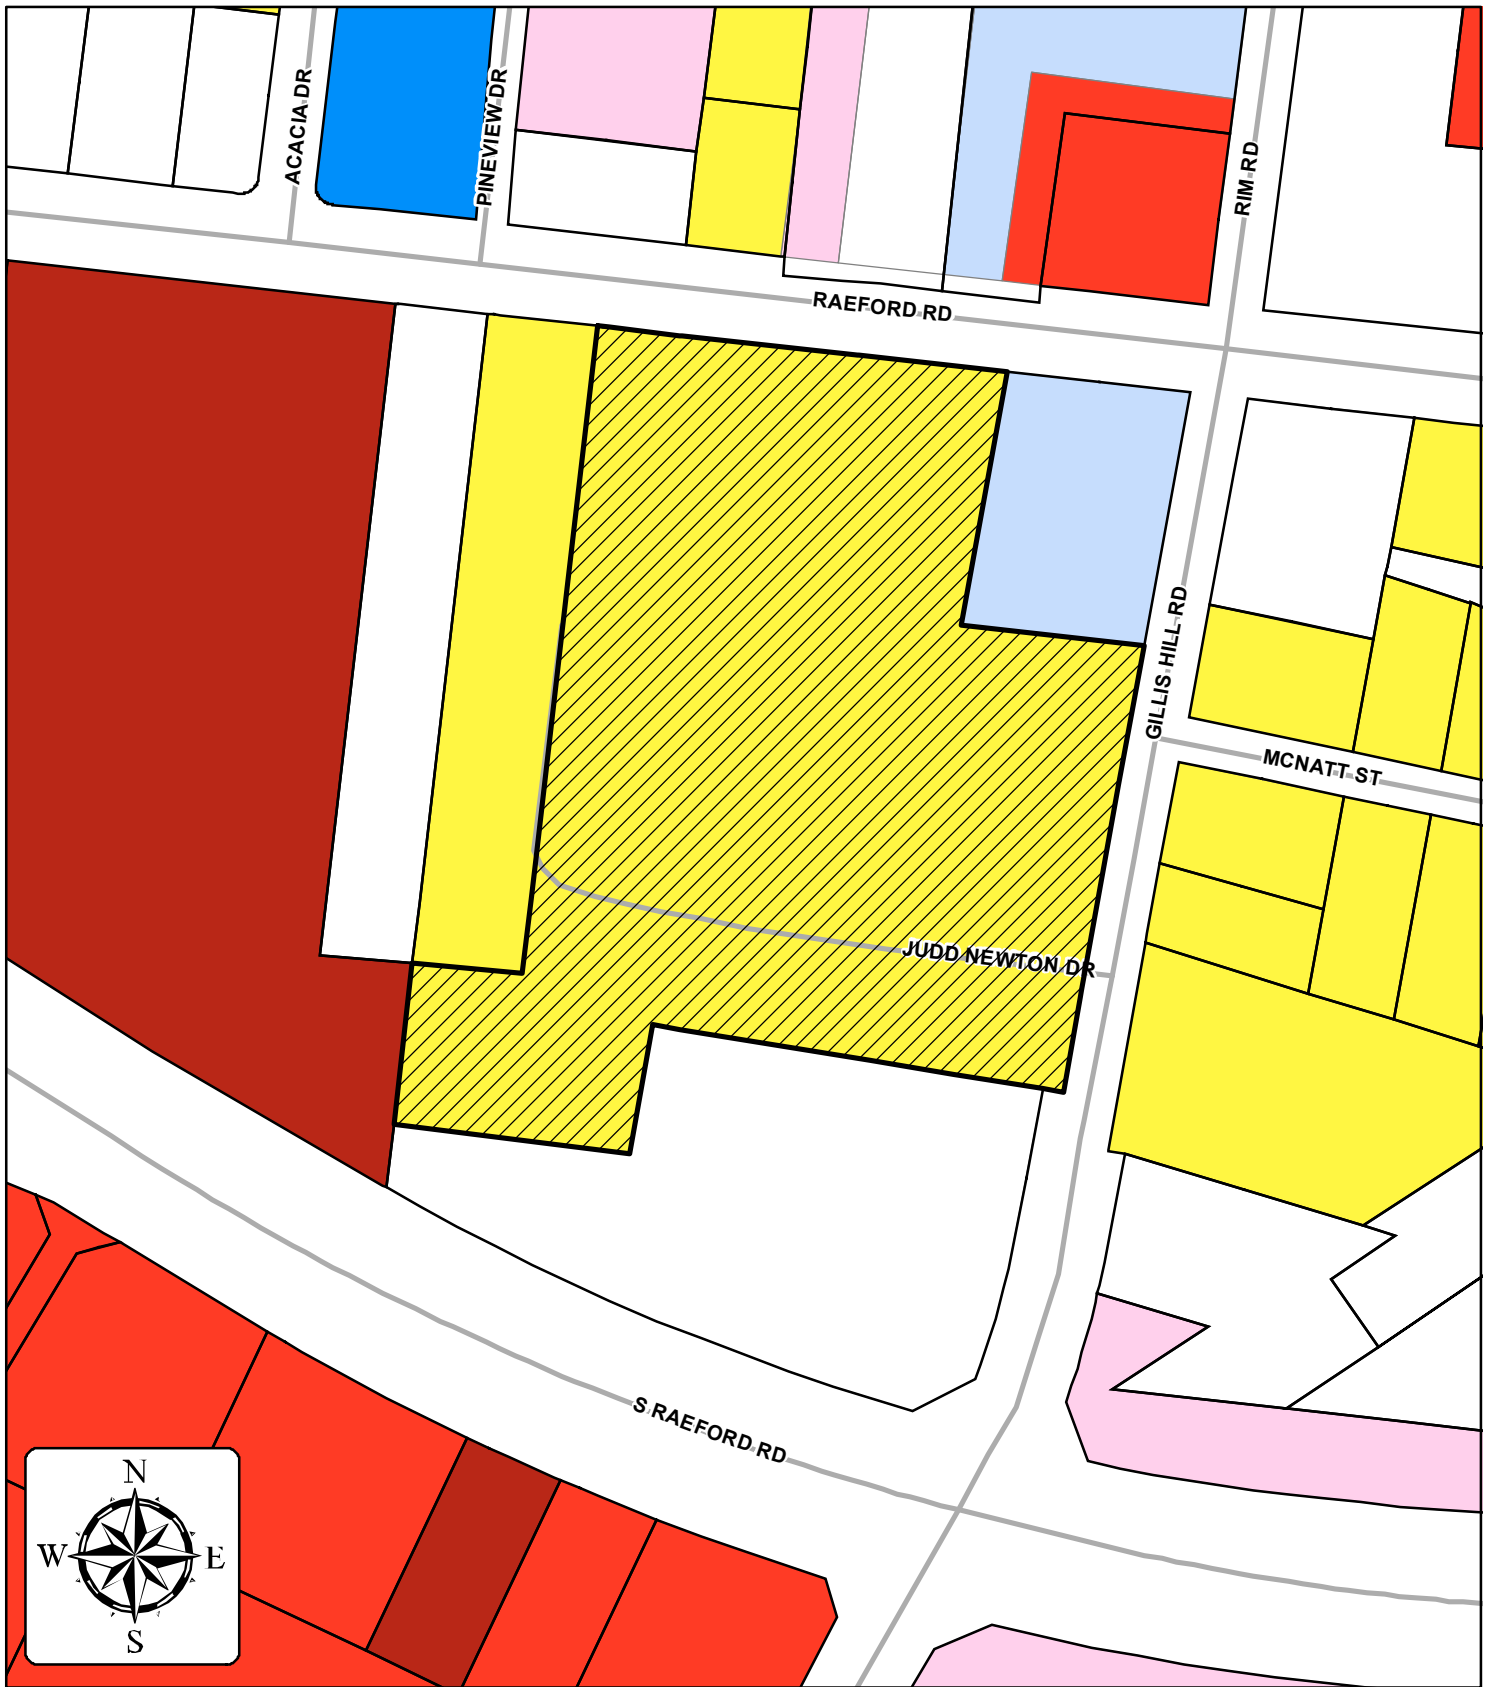 ACACIA DR
PINEVIEW DR
RIM RD
RAEFORD RD
GILLIS HILL RD
MCNATT ST
JUDD NEWTON DR
S RAEFORD RD
N
W E
S